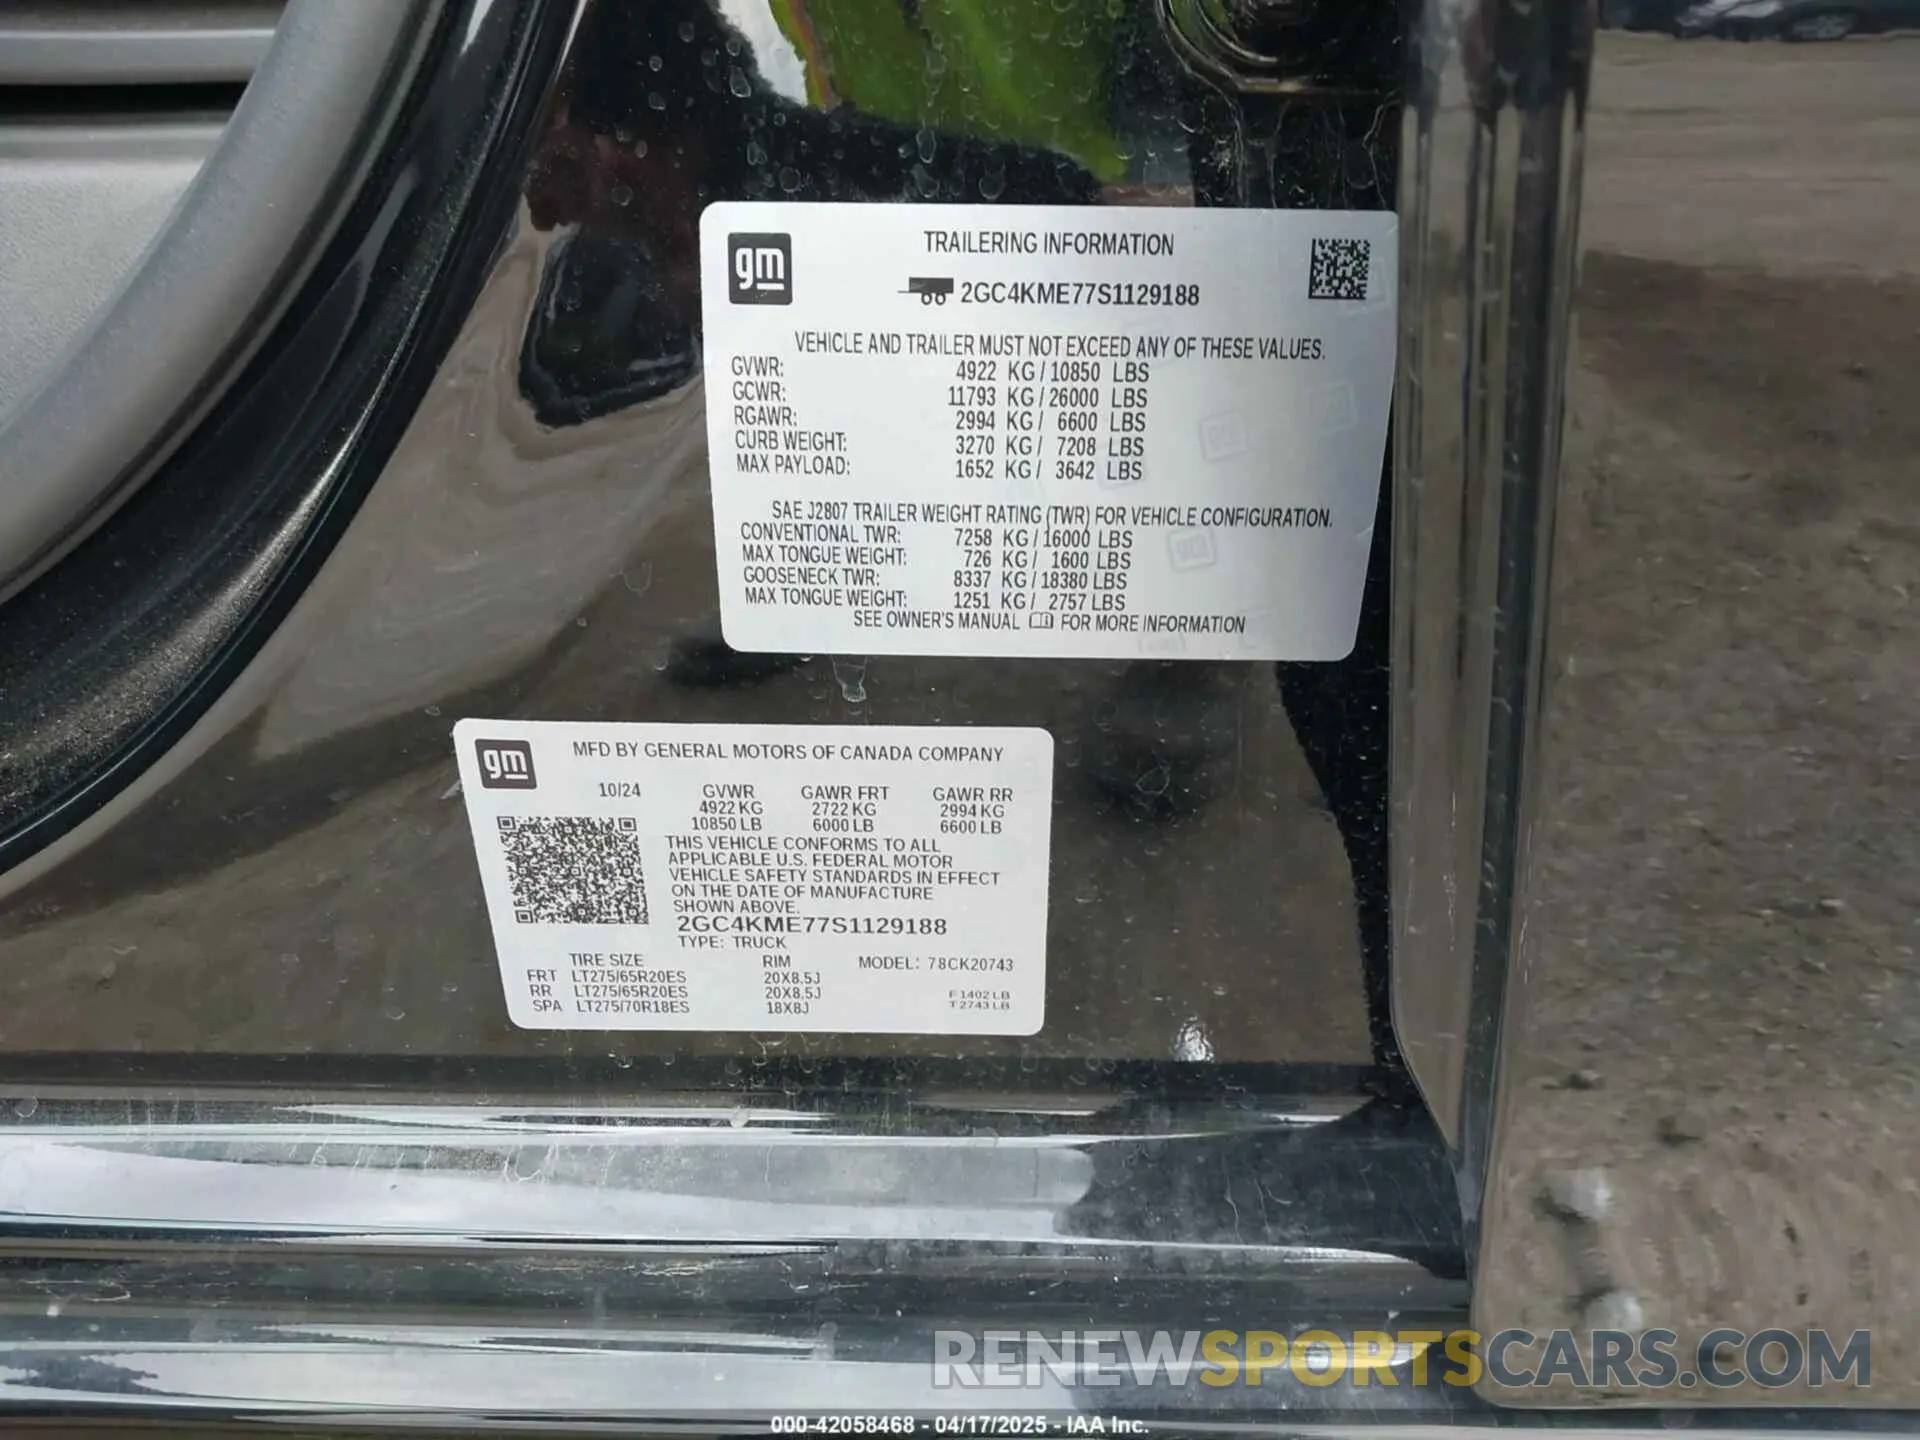 gm
TRAILERING INFORMATION
2GC4KME77S1129188
VEHICLE AND TRAILER MUST NOT EXCEED ANY OF THESE VALUES.
GVWR: 4922 KG/10850 LBS
GCWR: 11793 KG/26000 LBS
RGAWR: 2994 KG/ 6600 LBS
CURB WEIGHT: 3270 KG/ 7208 LBS
MAX PAYLOAD: 1652 KG/ 3642 LBS
SAE J2807 TRAILER WEIGHT RATING (TWR) FOR VEHICLE CONFIGURATION.
CONVENTIONAL TWR: 7258 KG/16000 LBS
MAX TONGUE WEIGHT: 726 KG/ 1600 LBS
GOOSENECK TWR: 8337 KG/18380 LBS
MAX TONGUE WEIGHT: 1251 KG/ 2757 LBS
SEE OWNER'S MANUAL FOR MORE INFORMATION
gm
MFD BY GENERAL MOTORS OF CANADA COMPANY
10/24 GVWR GAWR FRT GAWR RR
4922 KG 2722 KG 2994 KG
10850 LB 6000 LB 6600 LB
THIS VEHICLE CONFORMS TO ALL
APPLICABLE U.S. FEDERAL MOTOR
VEHICLE SAFETY STANDARDS IN EFFECT
ON THE DATE OF MANUFACTURE
SHOWN ABOVE.
2GC4KME77S1129188
TYPE: TRUCK
TIRE SIZE RIM MODEL: 78CK20743
FRT LT275/65R20ES 20X8.5J
RR LT275/65R20ES 20X8.5J F 1402 LB
SPA LT275/70R18ES 18X8J T 2743 LB
RENEWSPORTSCARS.COM
000-42058468 - 04/17/2025 - IAA Inc.